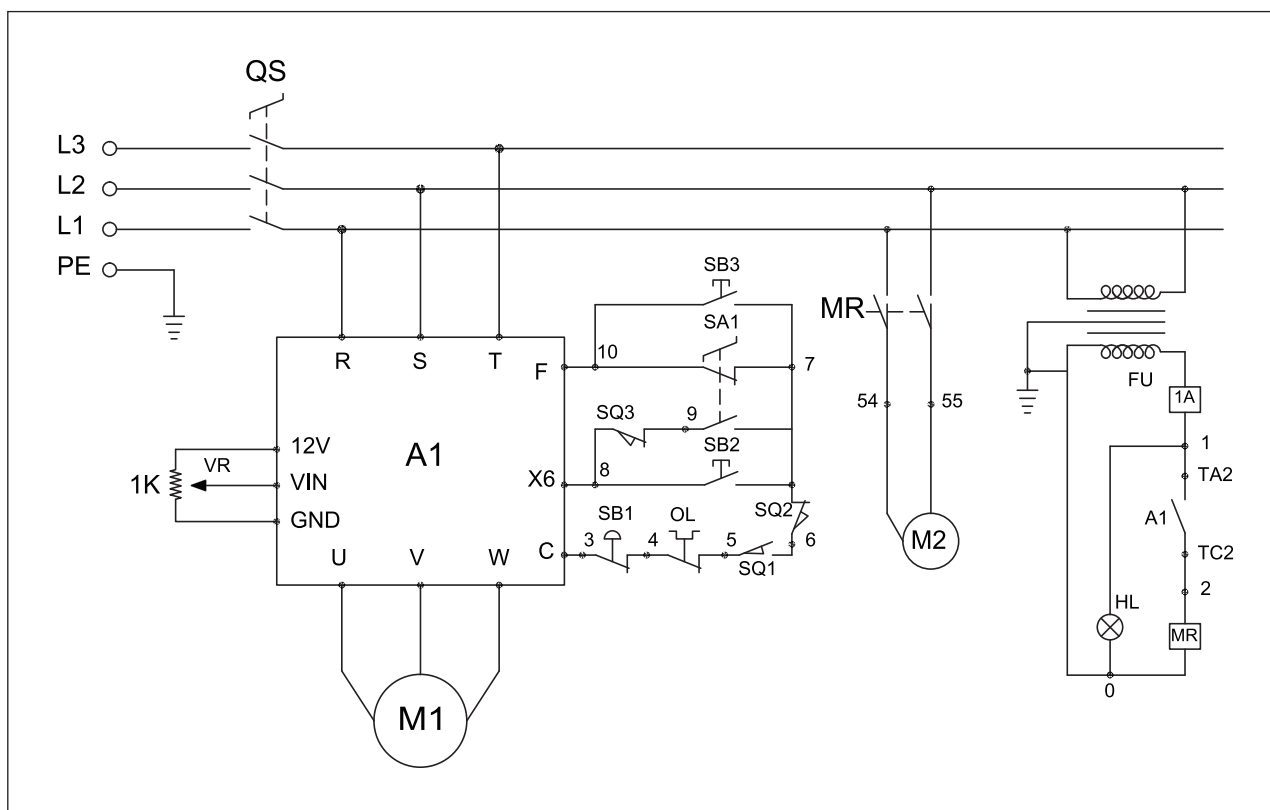 QS
L3
L2
L1
PE
SB3
MR
SA1
R S T
F 10 7
FU
1A
SQ3 9
54 55
12V
A1
SB2
1
1K VR VIN
X6 8
TA2
GND
SB1 OL SQ2
A1
U V W
C 3 4 5 SQ1 6
M2
TC2
2
HL
MR
0
M1